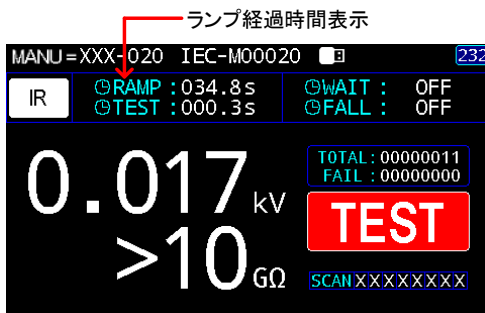 ランプ経過時間表示
MANU=XXX-020 IEC-M00020 232
IR RAMP :034.8s WAIT : OFF
TEST :000.3s FALL : OFF
0.017 kV
TOTAL:00000011
FAIL :00000000
TEST
>10 GΩ
SCAN XXXXXXXX